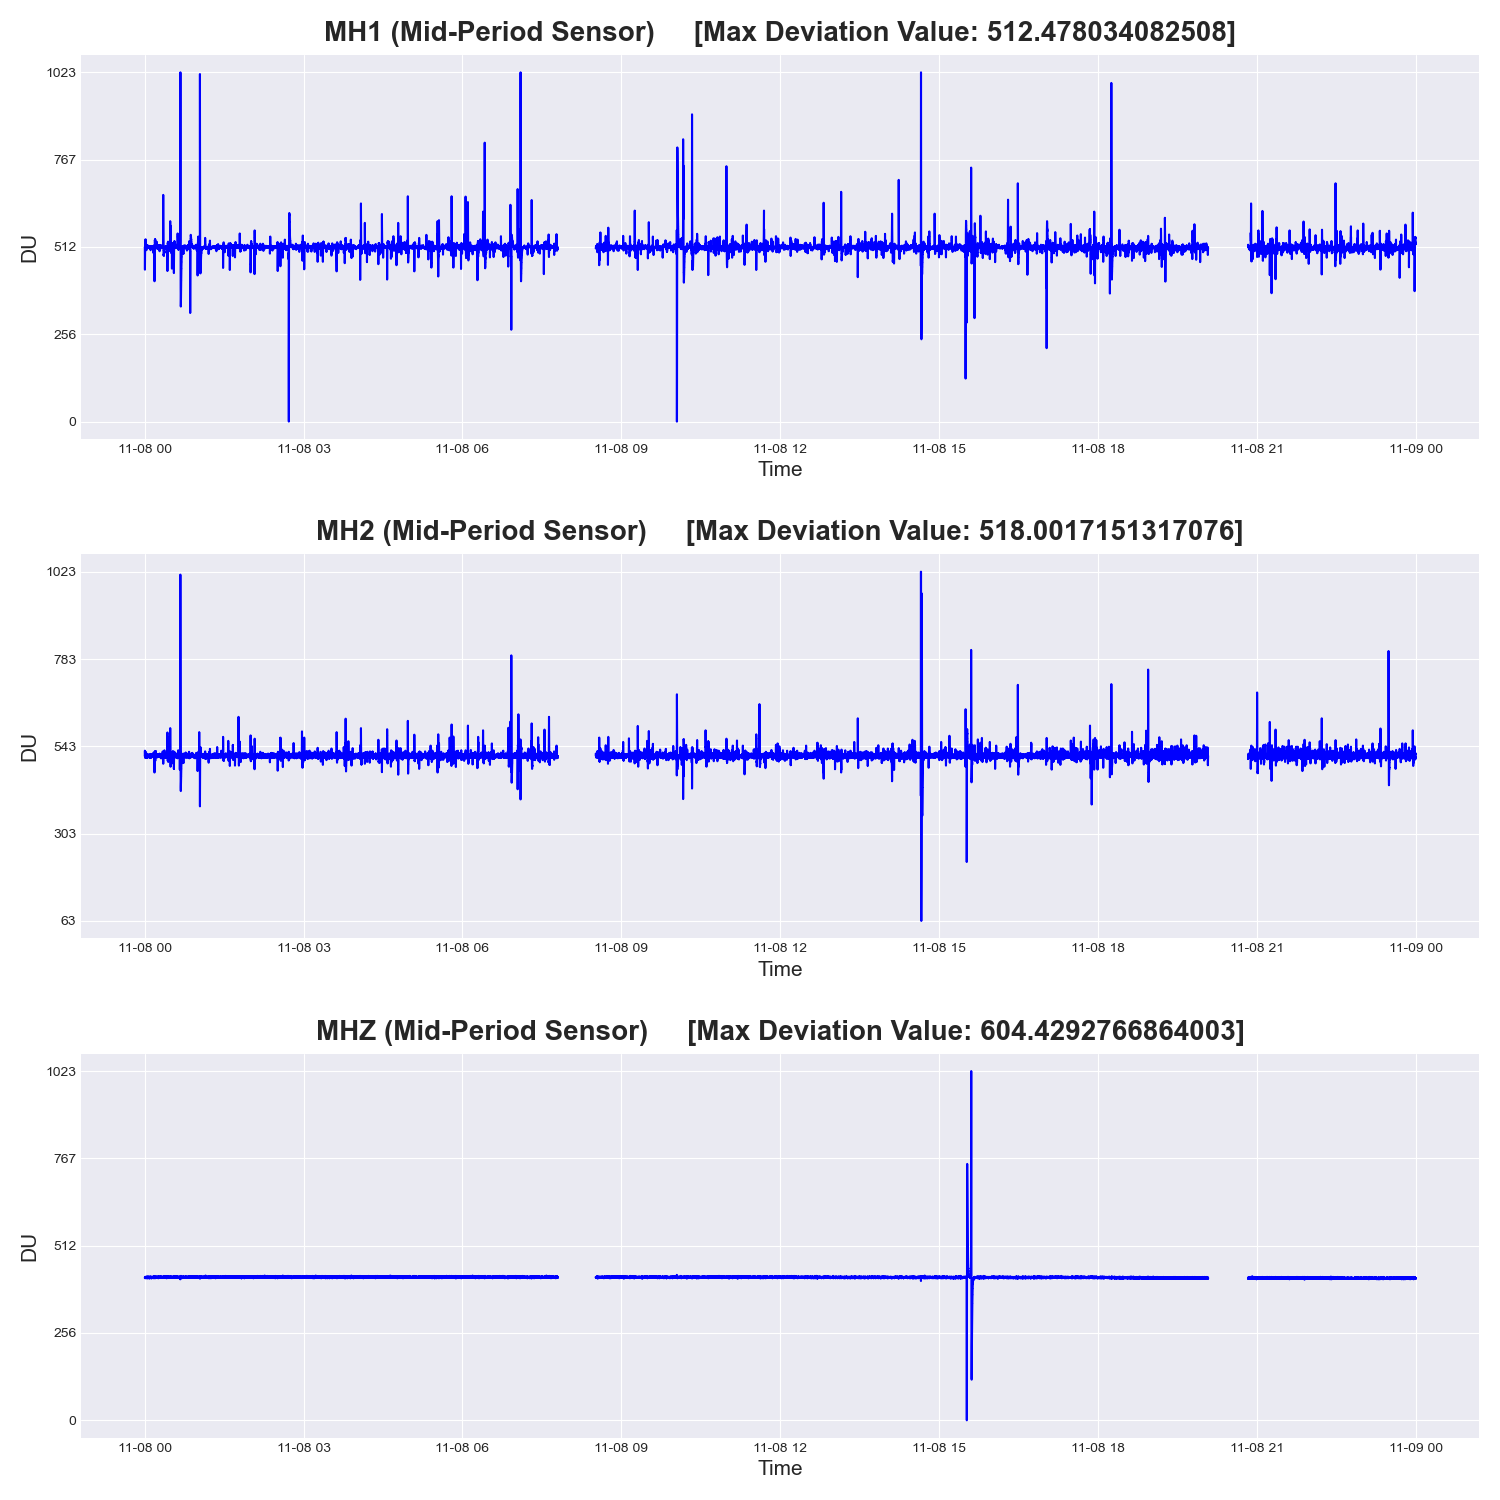 MH1 (Mid-Period Sensor) [Max Deviation Value: 512.478034082508]
1023
767
512
256
0
DU
11-08 00 11-08 03 11-08 06 11-08 09 11-08 12 11-08 15 11-08 18 11-08 21 11-09 00
Time
MH2 (Mid-Period Sensor) [Max Deviation Value: 518.0017151317076]
1023
783
543
303
63
DU
11-08 00 11-08 03 11-08 06 11-08 09 11-08 12 11-08 15 11-08 18 11-08 21 11-09 00
Time
MHZ (Mid-Period Sensor) [Max Deviation Value: 604.4292766864003]
1023
767
512
256
0
DU
11-08 00 11-08 03 11-08 06 11-08 09 11-08 12 11-08 15 11-08 18 11-08 21 11-09 00
Time